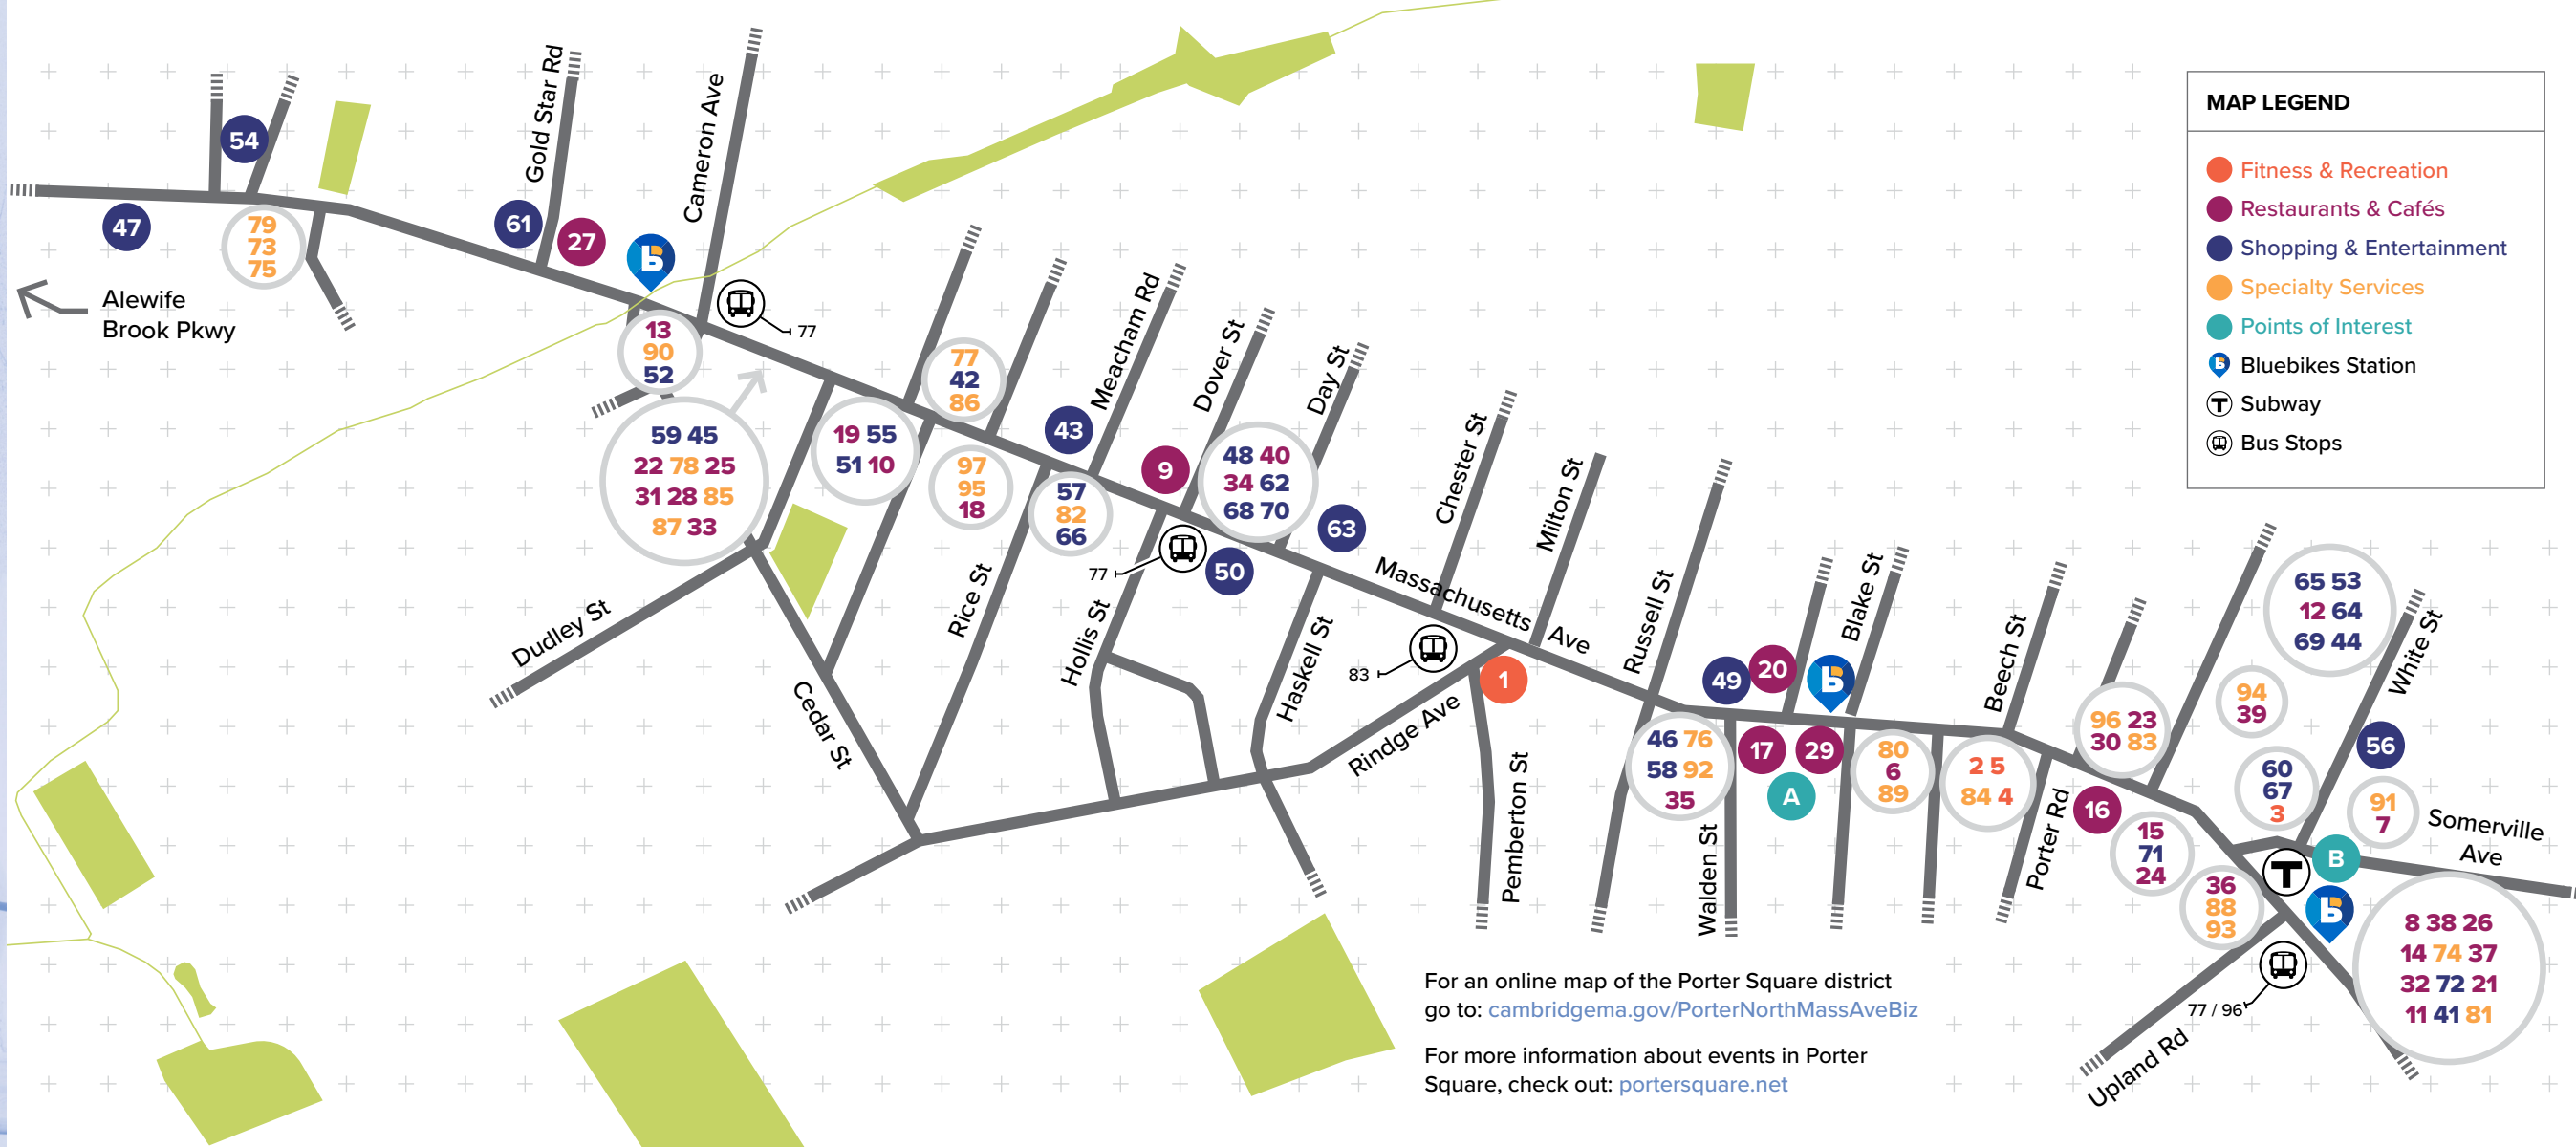 Gold Star Rd
Cameron Ave
54
61
27
47
79
73
75
Alewife
Brook Pkwy
77
13
90
52
59 45
22 78 25
31 28 85
87 33
19 55
51 10
77
42
86
97
95
18
43
Meacham Rd
57
82
66
9
Dover St
48 40
34 62
68 70
Day St
63
77
50
Dudley St
Cedar St
Rice St
Hollis St
Haskell St
Massachusetts Ave
Chester St
Milton St
83
Rindge Ave
1
Pemberton St
Russell St
46 76
58 92
35
49
20
17
29
A
Walden St
Blake St
80
6
89
2 5
84 4
Beech St
Porter Rd
96 23
30 83
16
15
71
24
36
88
93
65 53
12 64
69 44
94
39
60
67
3
White St
56
91
7
Somerville
Ave
T
B
8 38 26
14 74 37
32 72 21
11 41 81
77 / 96
Upland Rd
MAP LEGEND
Fitness & Recreation
Restaurants & Cafés
Shopping & Entertainment
Specialty Services
Points of Interest
Bluebikes Station
T Subway
Bus Stops
For an online map of the Porter Square district
go to: cambridgema.gov/PorterNorthMassAveBiz
For more information about events in Porter
Square, check out: portersquare.net